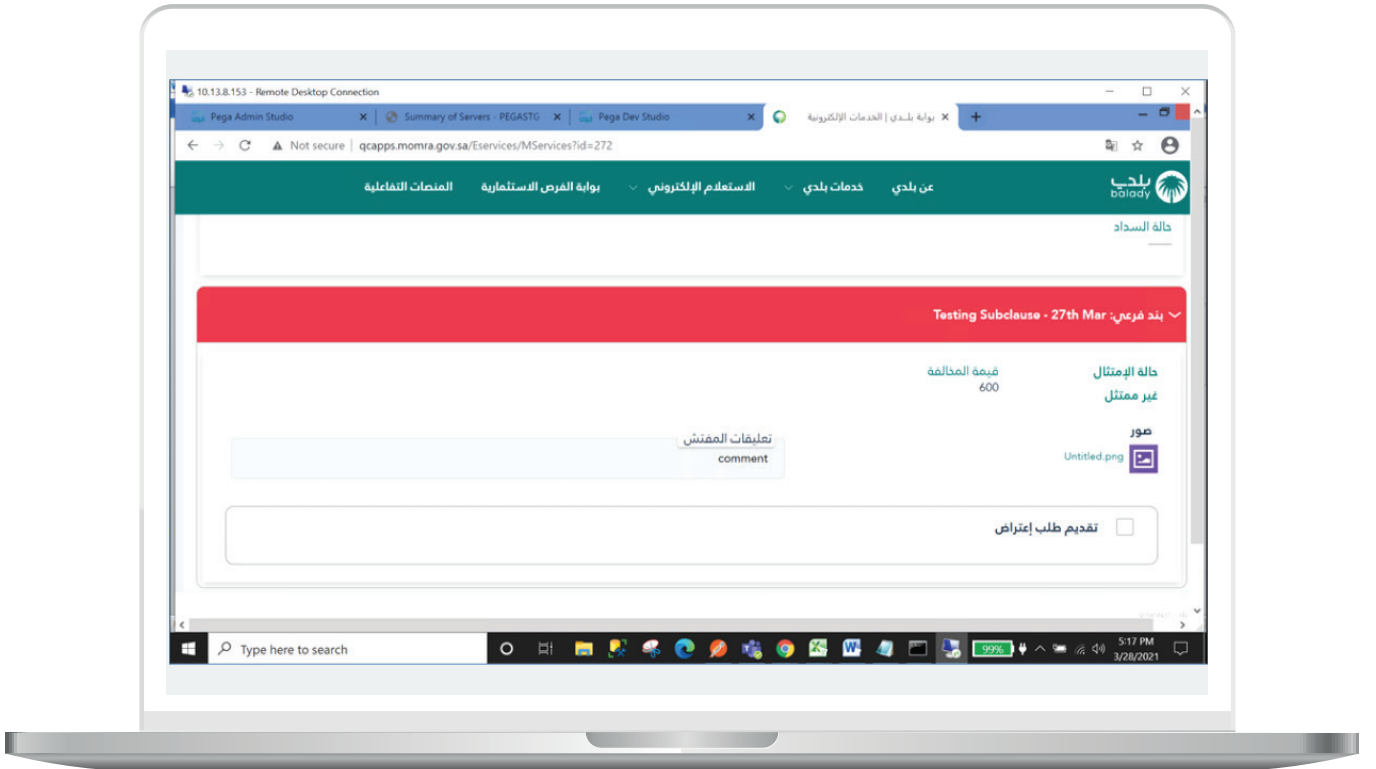 10.13.8.153 - Remote Desktop Connection
Pega Admin Studio
Summary of Servers - PEGASTG
Pega Dev Studio
بوابة بلــدي | الخدمات الإلكترونية
Not secure | qcapps.momra.gov.sa/Eservices/MServices?id=272
بلدي
balady
عن بلدي
خدمات بلدي
الاستعلام الإلكتروني
بوابة الفرص الاستثمارية
المنصات التفاعلية
حالة السداد
بند فرعي: Testing Subclause - 27th Mar
حالة الإمتثال
غير ممتثل
قيمة المخالفة
600
صور
Untitled.png
تعليقات المفتش
comment
تقديم طلب إعتراض
Type here to search
99%
5:17 PM
3/28/2021